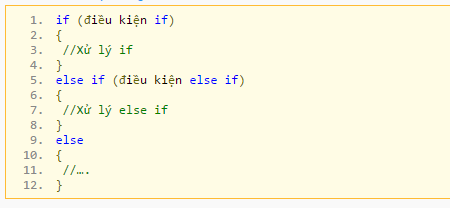 1. if (điều kiện if)
2. {
3. //Xử lý if
4. }
5. else if (điều kiện else if)
6. {
7. //Xử lý else if
8. }
9. else
10. {
11. //….
12. }